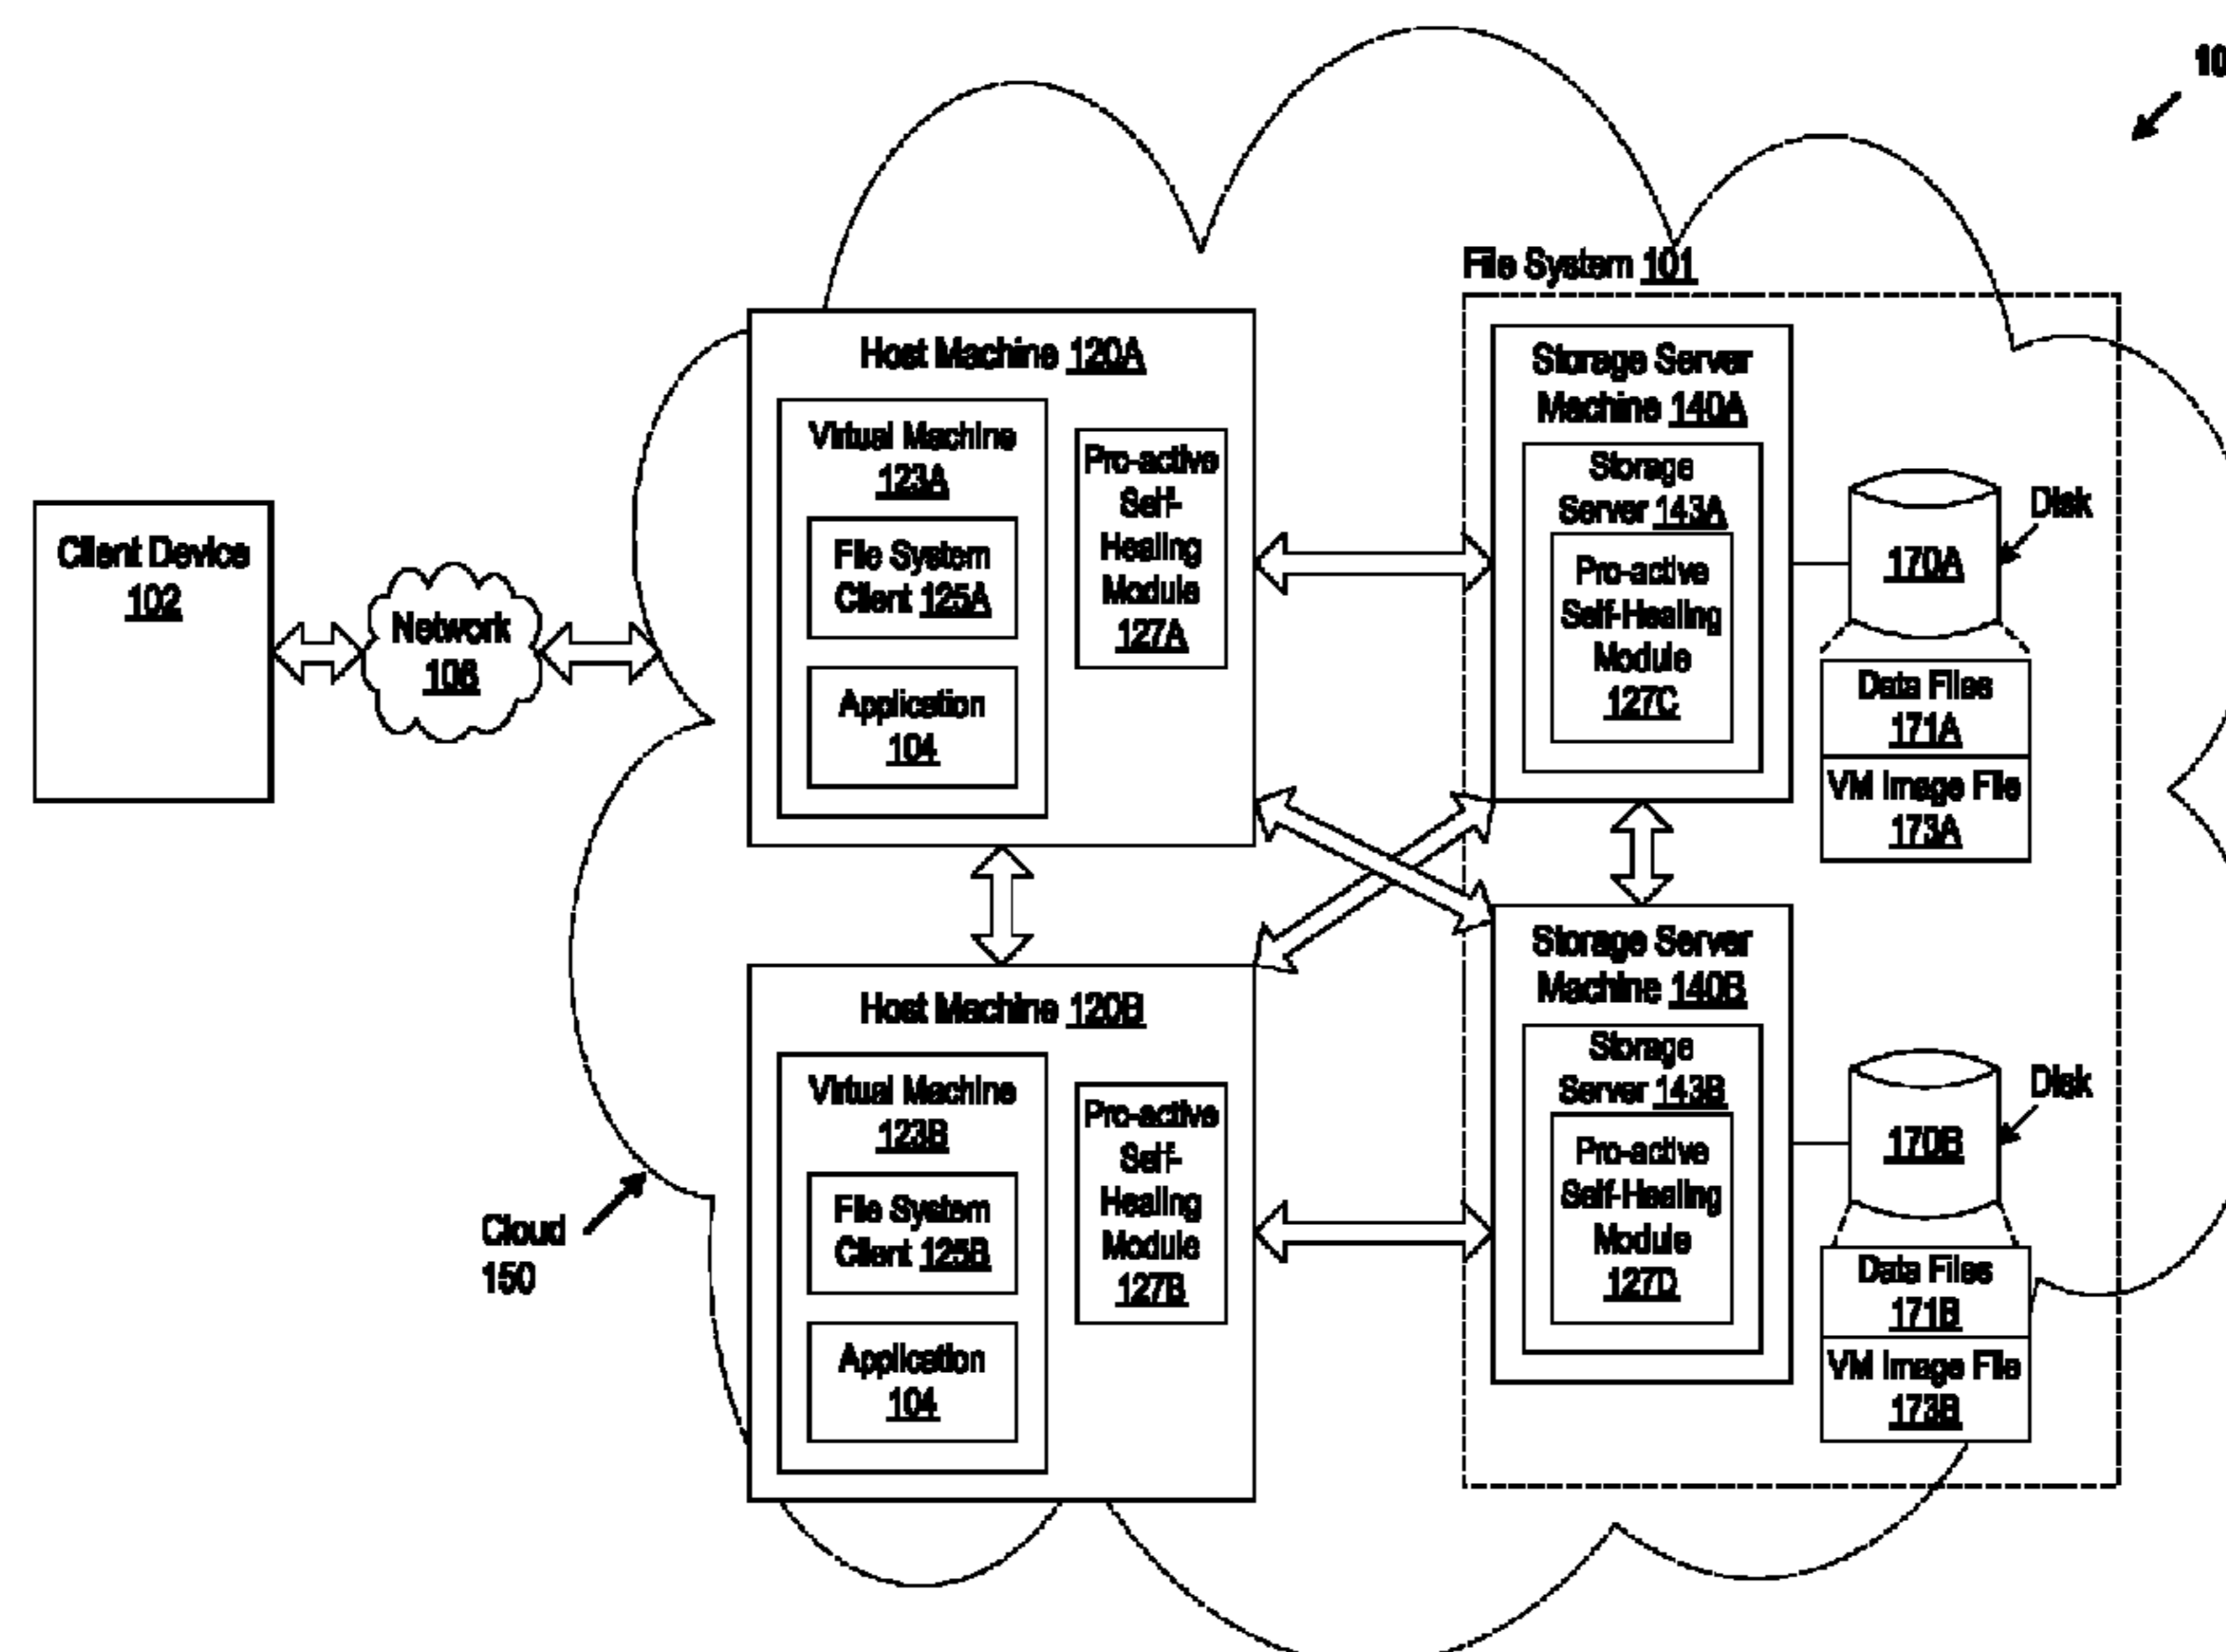 10
File System 101
Host Machine 120A
Virtual Machine
123A
File System
Client 125A
Application
104
Pro-active
Self-
Healing
Module
127A
Storage Server
Machine 140A
Storage
Server 143A
Pro-active
Self-Healing
Module
127C
Disk
170A
Data Files
171A
VM Image File
173A
Client Device
102
Network
106
Host Machine 120B
Virtual Machine
123B
File System
Client 125B
Application
104
Pro-active
Self-
Healing
Module
127B
Storage Server
Machine 140B
Storage
Server 143B
Pro-active
Self-Healing
Module
127D
Disk
170B
Data Files
171B
VM Image File
173B
Cloud
150